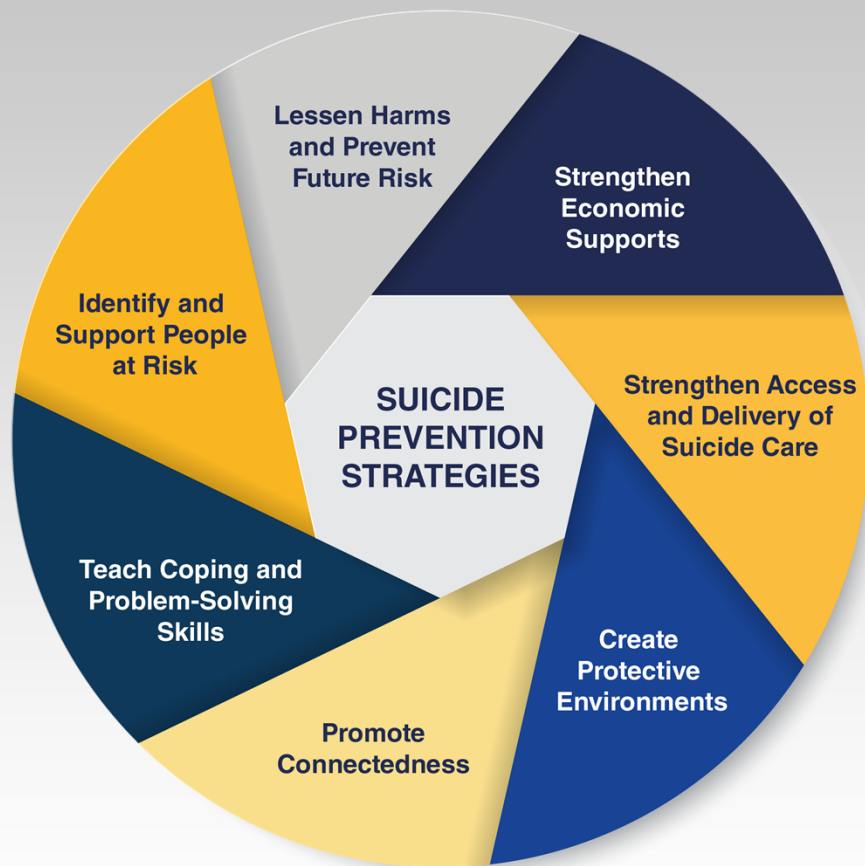 SUICIDE
PREVENTION
STRATEGIES
Lessen Harms
and Prevent
Future Risk
Strengthen
Economic
Supports
Strengthen Access
and Delivery of
Suicide Care
Create
Protective
Environments
Promote
Connectedness
Teach Coping and
Problem-Solving
Skills
Identify and
Support People
at Risk